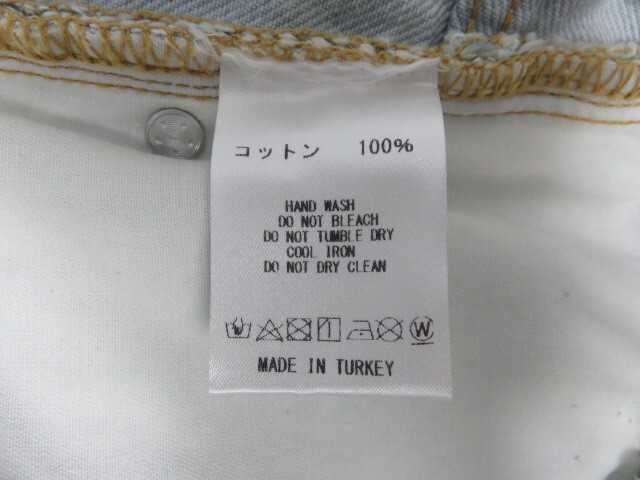 コットン 100%
HAND WASH
DO NOT BLEACH
DO NOT TUMBLE DRY
COOL IRON
DO NOT DRY CLEAN
W
MADE IN TURKEY